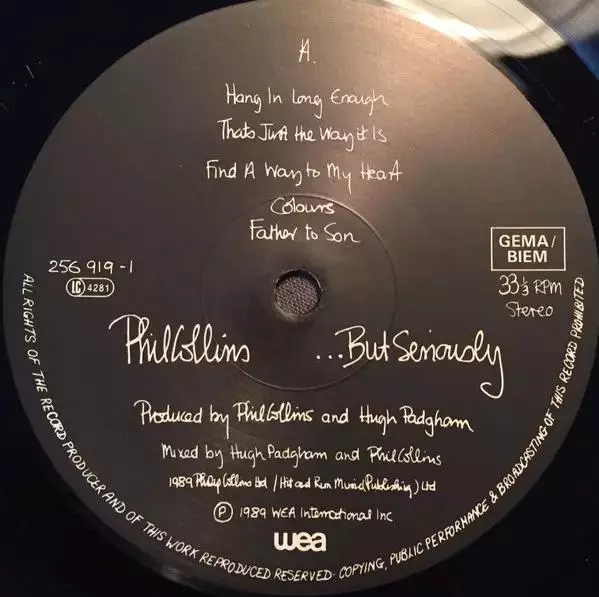 A.
Hang In Long Enough
Thats Just the Way it Is
Find A Way to My Heart
Colours
Father to Son
GEMA/
BIEM
256 919-1
LC 4281
33⅓ RPM
Stereo
Phil Collins ...But Seriously
Produced by Phil Collins and Hugh Padgham
Mixed by Hugh Padgham and Phil Collins
1989 Philip Collins Ltd / Hit and Run Music (Publishing) Ltd
℗ 1989 WEA International Inc
wea
ALL RIGHTS OF THE RECORD PRODUCER AND OF THIS WORK REPRODUCED RESERVED· COPYING, PUBLIC PERFORMANCE & BROADCASTING OF THIS RECORD PROHIBITED